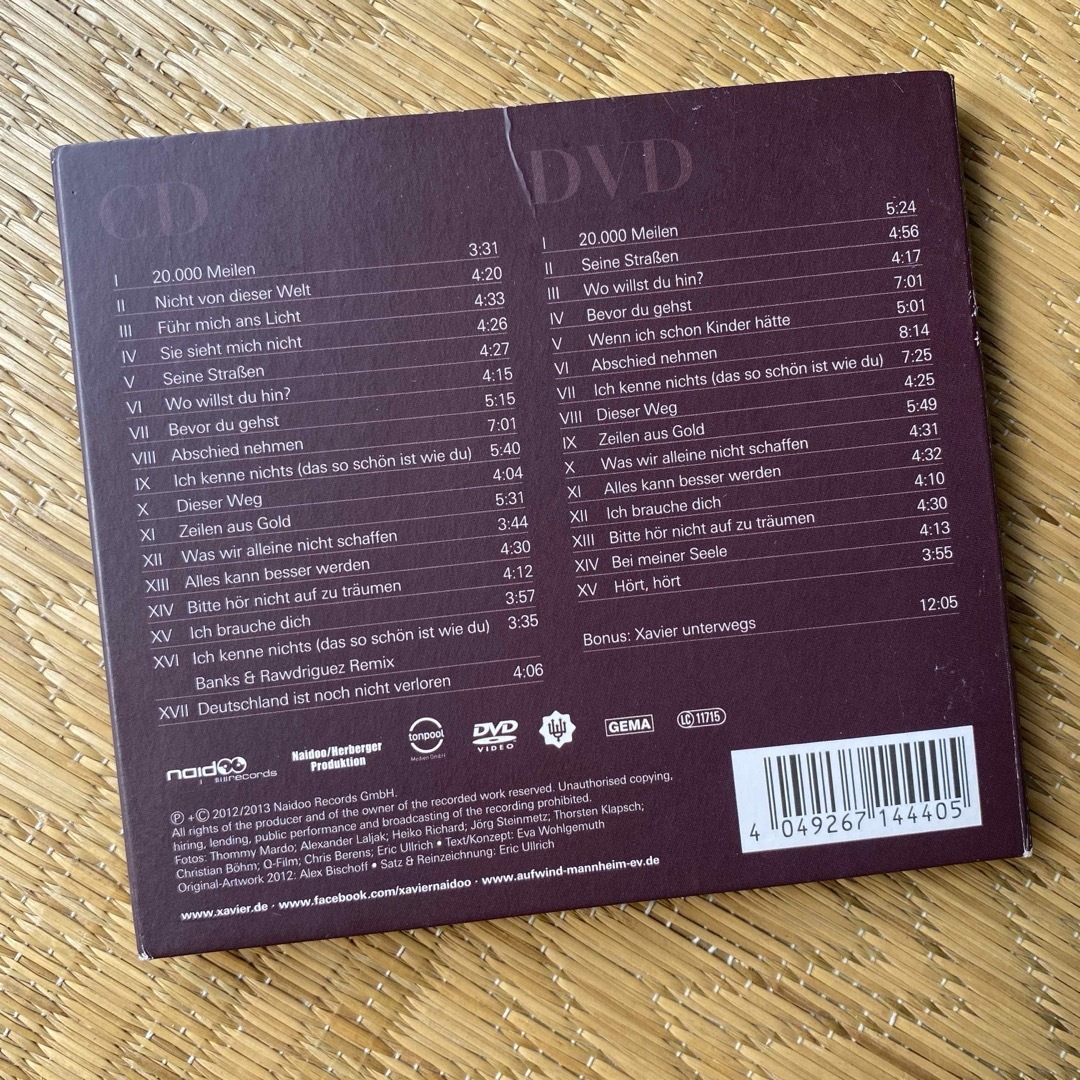 CD
I 20.000 Meilen 3:31
II Nicht von dieser Welt 4:20
III Führ mich ans Licht 4:33
IV Sie sieht mich nicht 4:26
V Seine Straßen 4:27
VI Wo willst du hin? 4:15
VII Bevor du gehst 5:15
VIII Abschied nehmen 7:01
IX Ich kenne nichts (das so schön ist wie du) 5:40
X Dieser Weg 4:04
XI Zeilen aus Gold 5:31
XII Was wir alleine nicht schaffen 3:44
XIII Alles kann besser werden 4:30
XIV Bitte hör nicht auf zu träumen 4:12
XV Ich brauche dich 3:57
XVI Ich kenne nichts (das so schön ist wie du) 3:35
Banks & Rawdriguez Remix
XVII Deutschland ist noch nicht verloren 4:06
DVD
I 20.000 Meilen 5:24
II Seine Straßen 4:56
III Wo willst du hin? 4:17
IV Bevor du gehst 7:01
V Wenn ich schon Kinder hätte 5:01
VI Abschied nehmen 8:14
VII Ich kenne nichts (das so schön ist wie du) 7:25
VIII Dieser Weg 4:25
IX Zeilen aus Gold 5:49
X Was wir alleine nicht schaffen 4:31
XI Alles kann besser werden 4:32
XII Ich brauche dich 4:10
XIII Bitte hör nicht auf zu träumen 4:30
XIV Bei meiner Seele 4:13
XV Hört, hört 3:55
Bonus: Xavier unterwegs 12:05
naidoo
records
Naidoo/Herberger
Produktion
tonpool
Medien GmbH
DVD
VIDEO
GEMA
LC 11715
℗ + © 2012/2013 Naidoo Records GmbH.
All rights of the producer and of the owner of the recorded work reserved. Unauthorised copying,
hiring, lending, public performance and broadcasting of the recording prohibited.
Fotos: Thommy Mardo; Alexander Laljak; Heiko Richard; Jörg Steinmetz; Thorsten Klapsch;
Christian Böhm; Q-Film; Chris Berens; Eric Ullrich • Text/Konzept: Eva Wohlgemuth
Original-Artwork 2012: Alex Bischoff • Satz & Reinzeichnung: Eric Ullrich
www.xavier.de · www.facebook.com/xaviernaidoo · www.aufwind-mannheim-ev.de
4 049267 144405